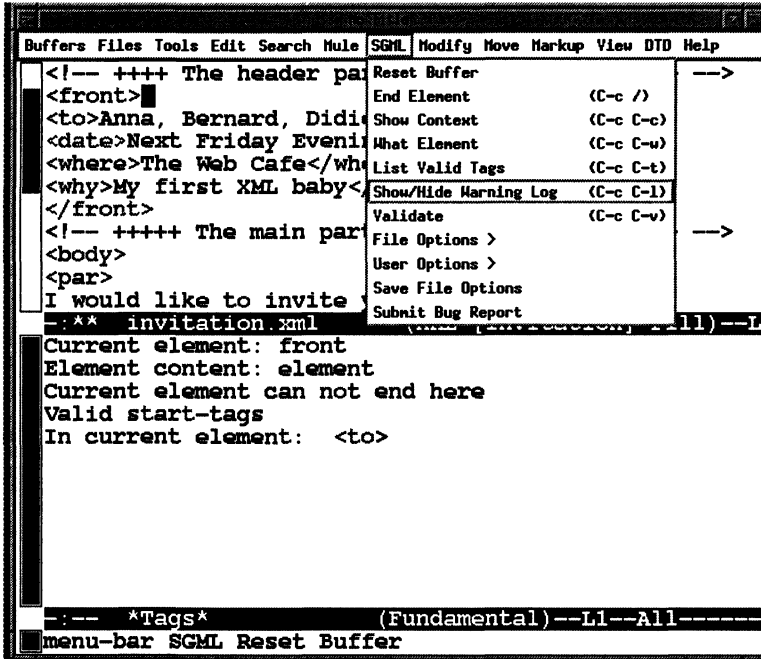 Buffers Files Tools Edit Search Mule SGML Modify Move Markup View DTD Help
<!-- ++++ The header par -->
<front>
<to>Anna, Bernard, Didi
<date>Next Friday Eveni
<where>The Web Cafe</wh
<why>My first XML baby<
</front>
<!-- +++++ The main part -->
<body>
<par>
I would like to invite
Reset Buffer
End Element (C-c /)
Show Context (C-c C-c)
What Element (C-c C-w)
List Valid Tags (C-c C-t)
Show/Hide Warning Log (C-c C-l)
Validate (C-c C-v)
File Options >
User Options >
Save File Options
Submit Bug Report
-:** invitation.xml (XML [invitation] Fill)--L
Current element: front
Element content: element
Current element can not end here
Valid start-tags
In current element: <to>
-:-- *Tags* (Fundamental)--L1--All------
menu-bar SGML Reset Buffer